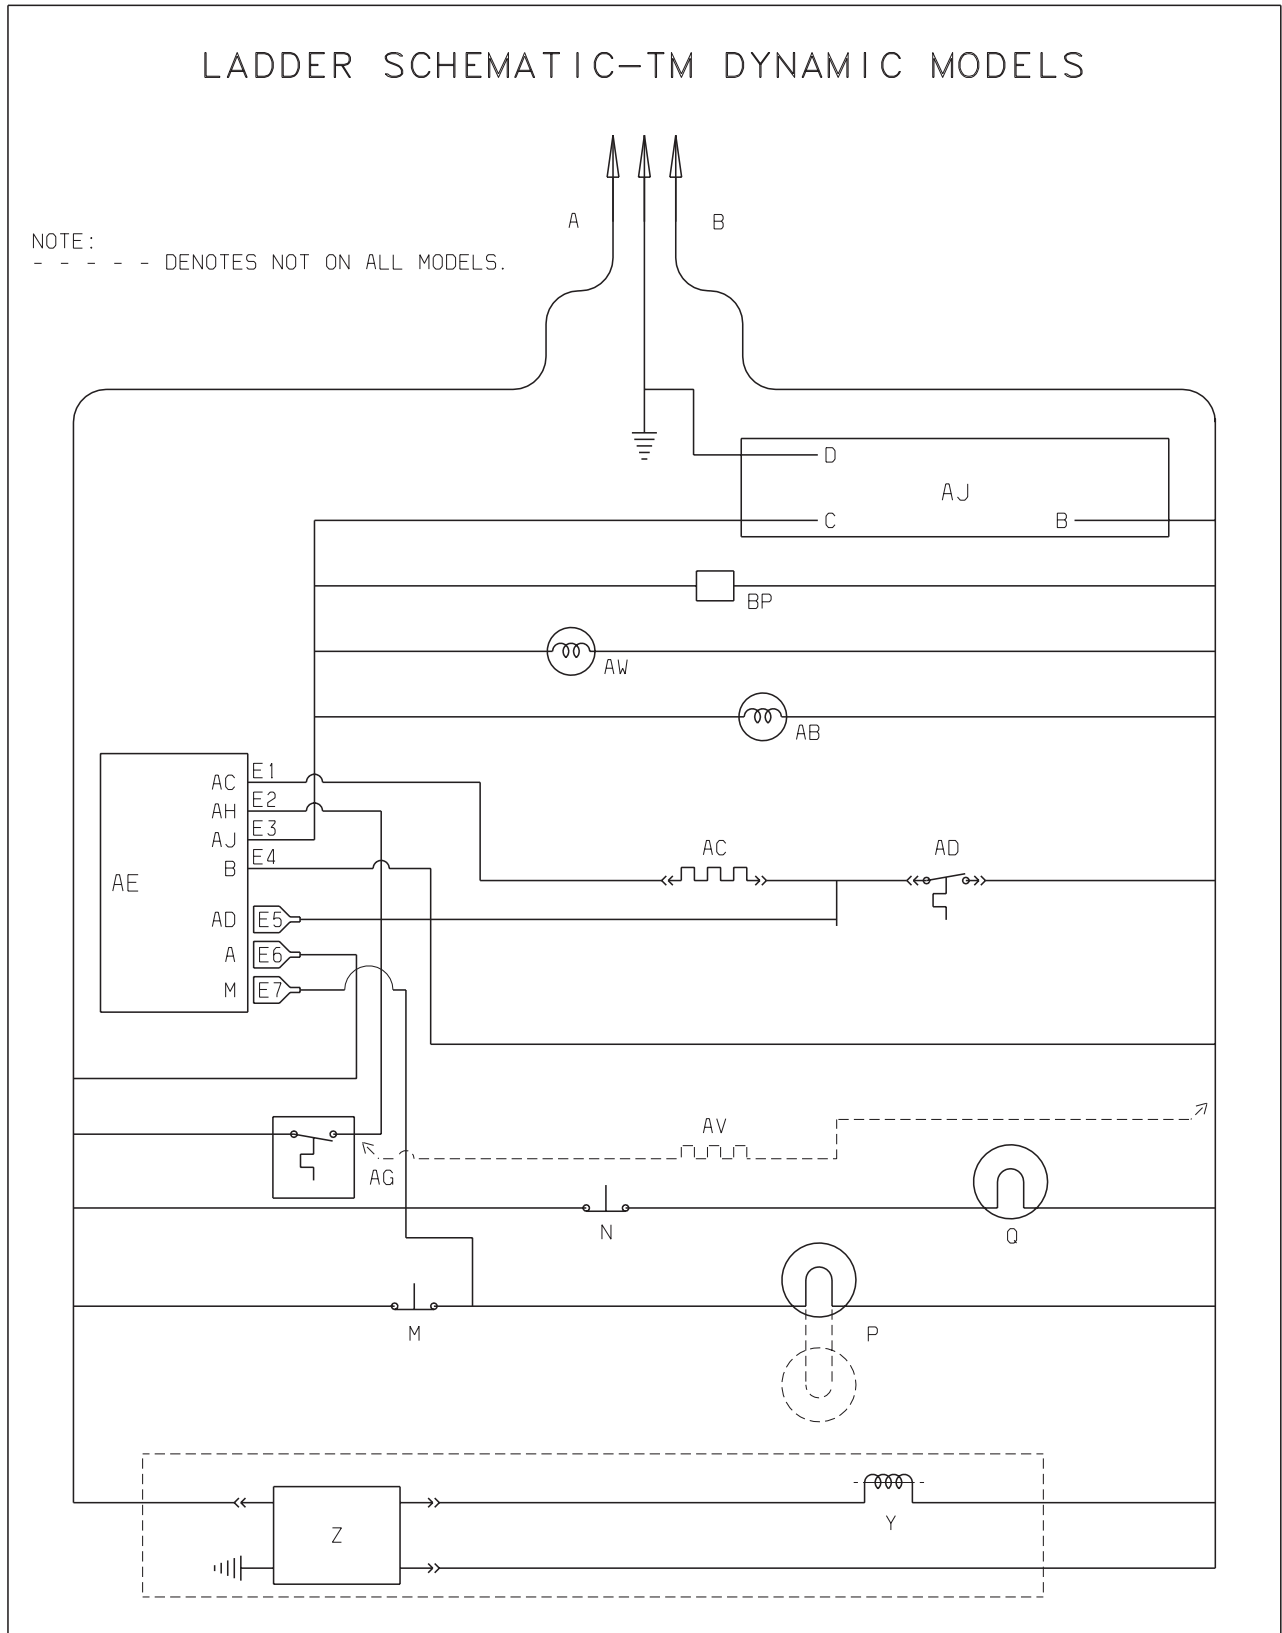 LADDER SCHEMATIC-TM DYNAMIC MODELS
A
B
NOTE:
- - - - - DENOTES NOT ON ALL MODELS.
D
AJ
C
B
BP
AW
AB
AC
E1
AH
E2
AJ
E3
B
E4
AE
AC
AD
AD
E5
A
E6
M
E7
AV
AG
N
Q
M
P
Z
Y